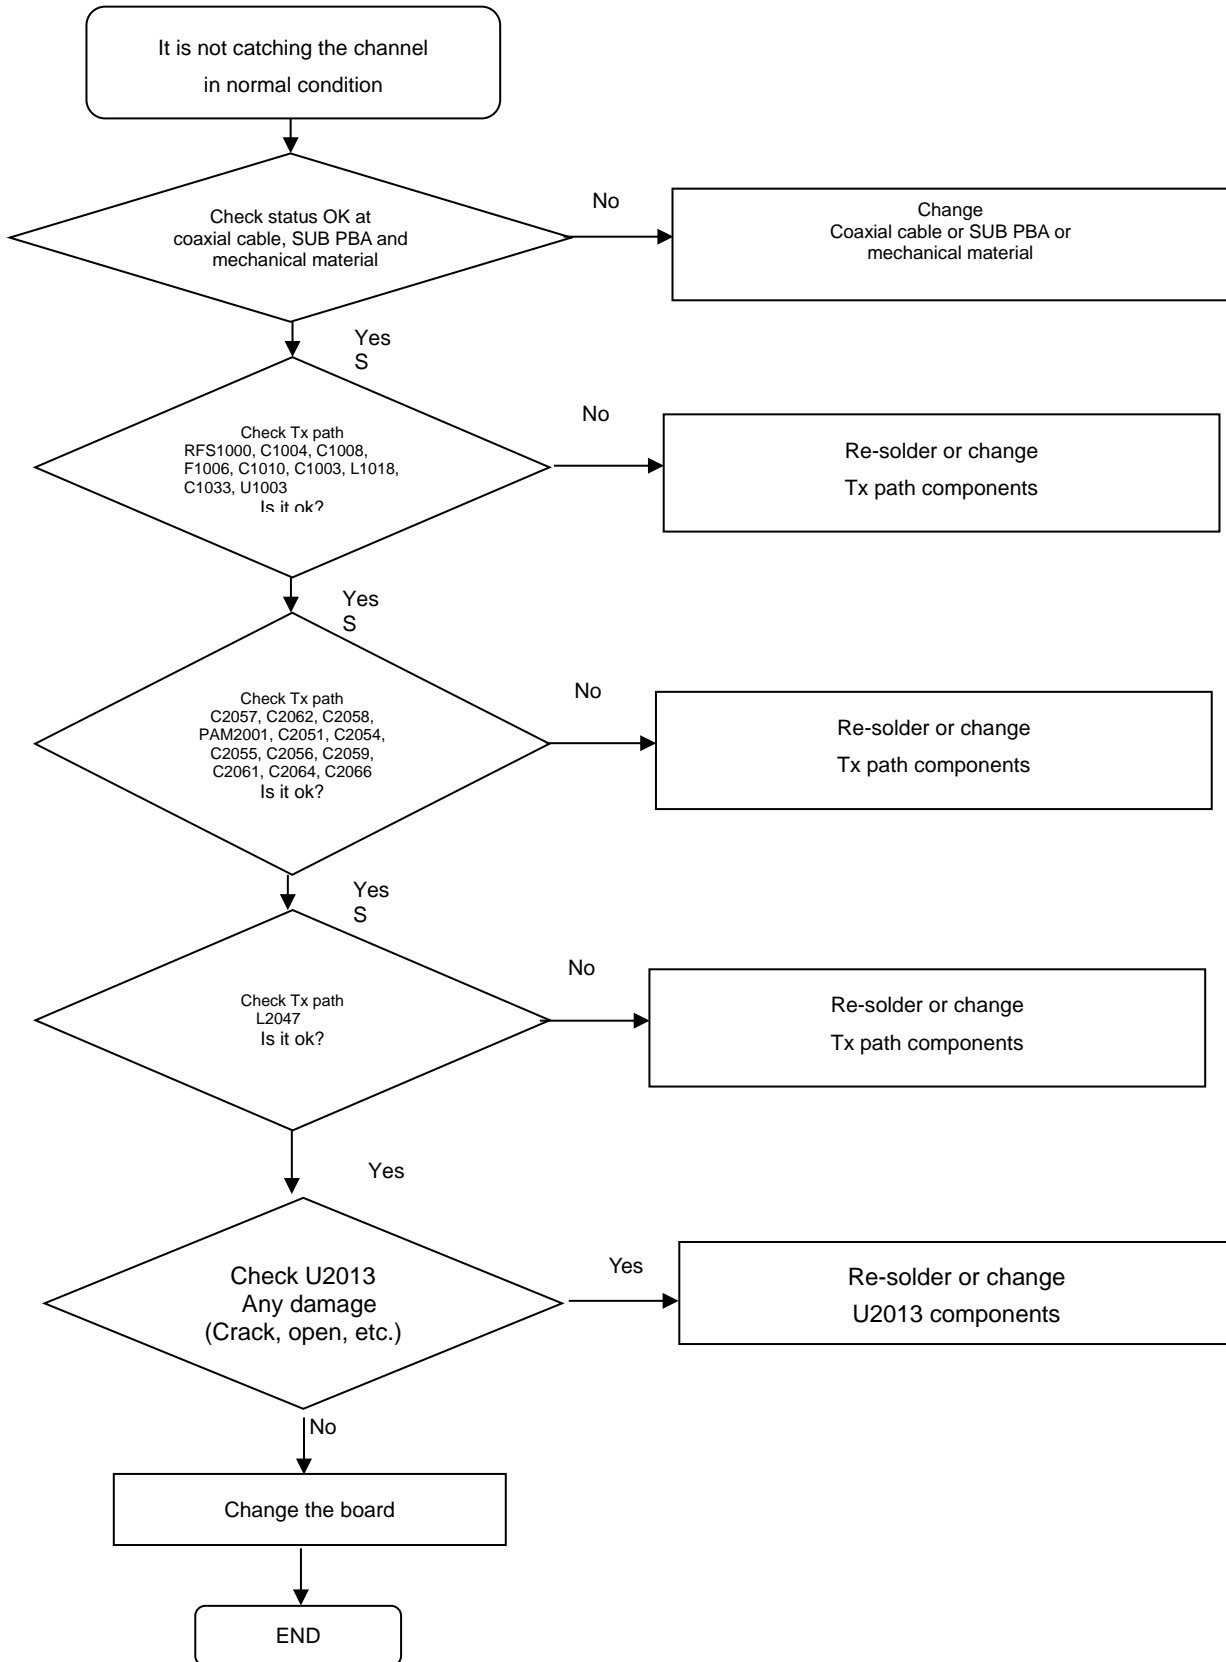 It is not catching the channel
in normal condition
Check status OK at
coaxial cable, SUB PBA and
mechanical material
No
Change
Coaxial cable or SUB PBA or
mechanical material
Yes
S
Check Tx path
RFS1000, C1004, C1008,
F1006, C1010, C1003, L1018,
C1033, U1003
Is it ok?
No
Re-solder or change
Tx path components
Yes
S
Check Tx path
C2057, C2062, C2058,
PAM2001, C2051, C2054,
C2055, C2056, C2059,
C2061, C2064, C2066
Is it ok?
No
Re-solder or change
Tx path components
Yes
S
Check Tx path
L2047
Is it ok?
No
Re-solder or change
Tx path components
Yes
Check U2013
Any damage
(Crack, open, etc.)
Yes
Re-solder or change
U2013 components
No
Change the board
END